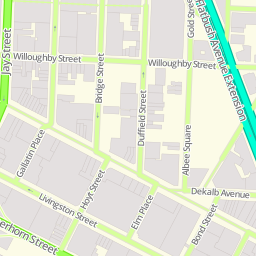 Jay Street
Willoughby Street
Bridge Street
Willoughby Street
Gold Street
Flatbush Avenue Extension
Duffield Street
Gallatin Place
Albee Square
Dekalb Avenue
Hoyt Street
Livingston Street
Elm Place
Bond Street
erhorn Street